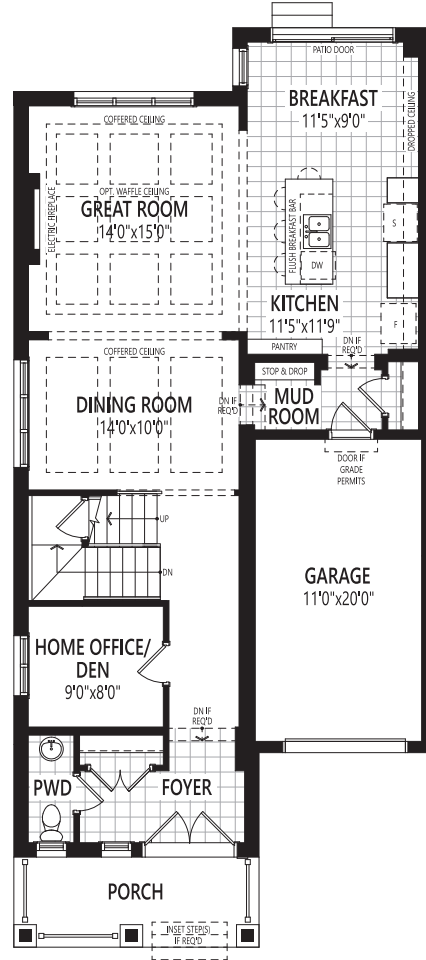 PATIO DOOR
BREAKFAST
11'5"x9'0"
DROPPED CEILING
COFFERED CEILING
OPT. WAFFLE CEILING
GREAT ROOM
14'0"x15'0"
ELECTRIC FIREPLACE
FLUSH BREAKFAST BAR
DW
S
F
KITCHEN
11'5"x11'9"
PANTRY
DN IF
REQ'D
COFFERED CEILING
STOP & DROP
DINING ROOM
14'0x10'0"
DN IF
REQ'D
MUD
ROOM
DOOR IF
GRADE
PERMITS
UP
DN
GARAGE
11'0"x20'0"
HOME OFFICE/
DEN
9'0"x8'0"
DN IF
REQ'D
PWD
FOYER
PORCH
INSET STEP(S)
IF REQ'D